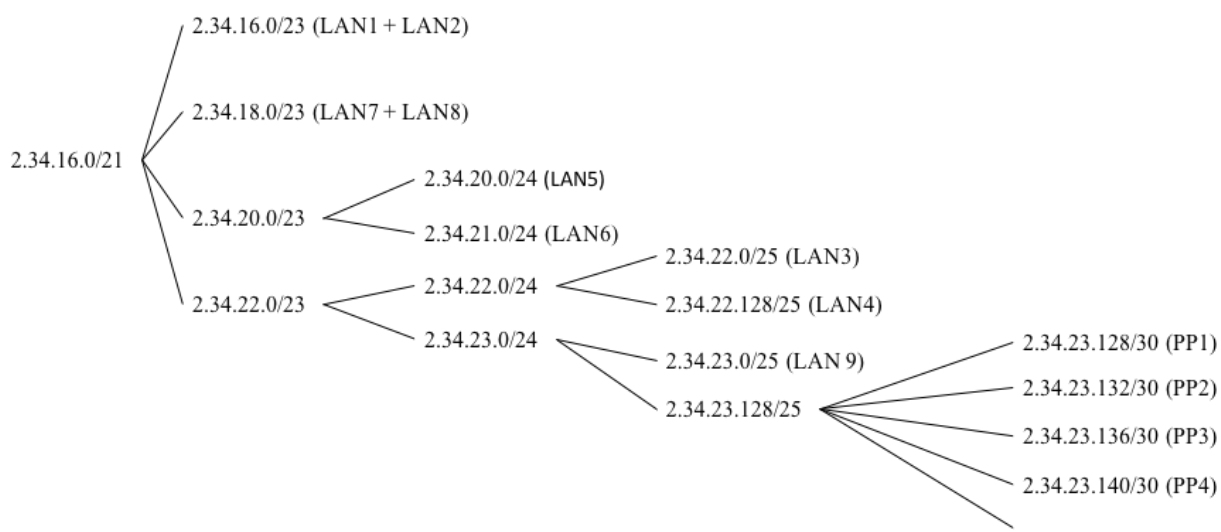 2.34.16.0/21
2.34.16.0/23 (LAN1 + LAN2)
2.34.18.0/23 (LAN7 + LAN8)
2.34.20.0/23
2.34.22.0/23
2.34.20.0/24 (LAN5)
2.34.21.0/24 (LAN6)
2.34.22.0/24
2.34.23.0/24
2.34.22.0/25 (LAN3)
2.34.22.128/25 (LAN4)
2.34.23.0/25 (LAN 9)
2.34.23.128/25
2.34.23.128/30 (PP1)
2.34.23.132/30 (PP2)
2.34.23.136/30 (PP3)
2.34.23.140/30 (PP4)